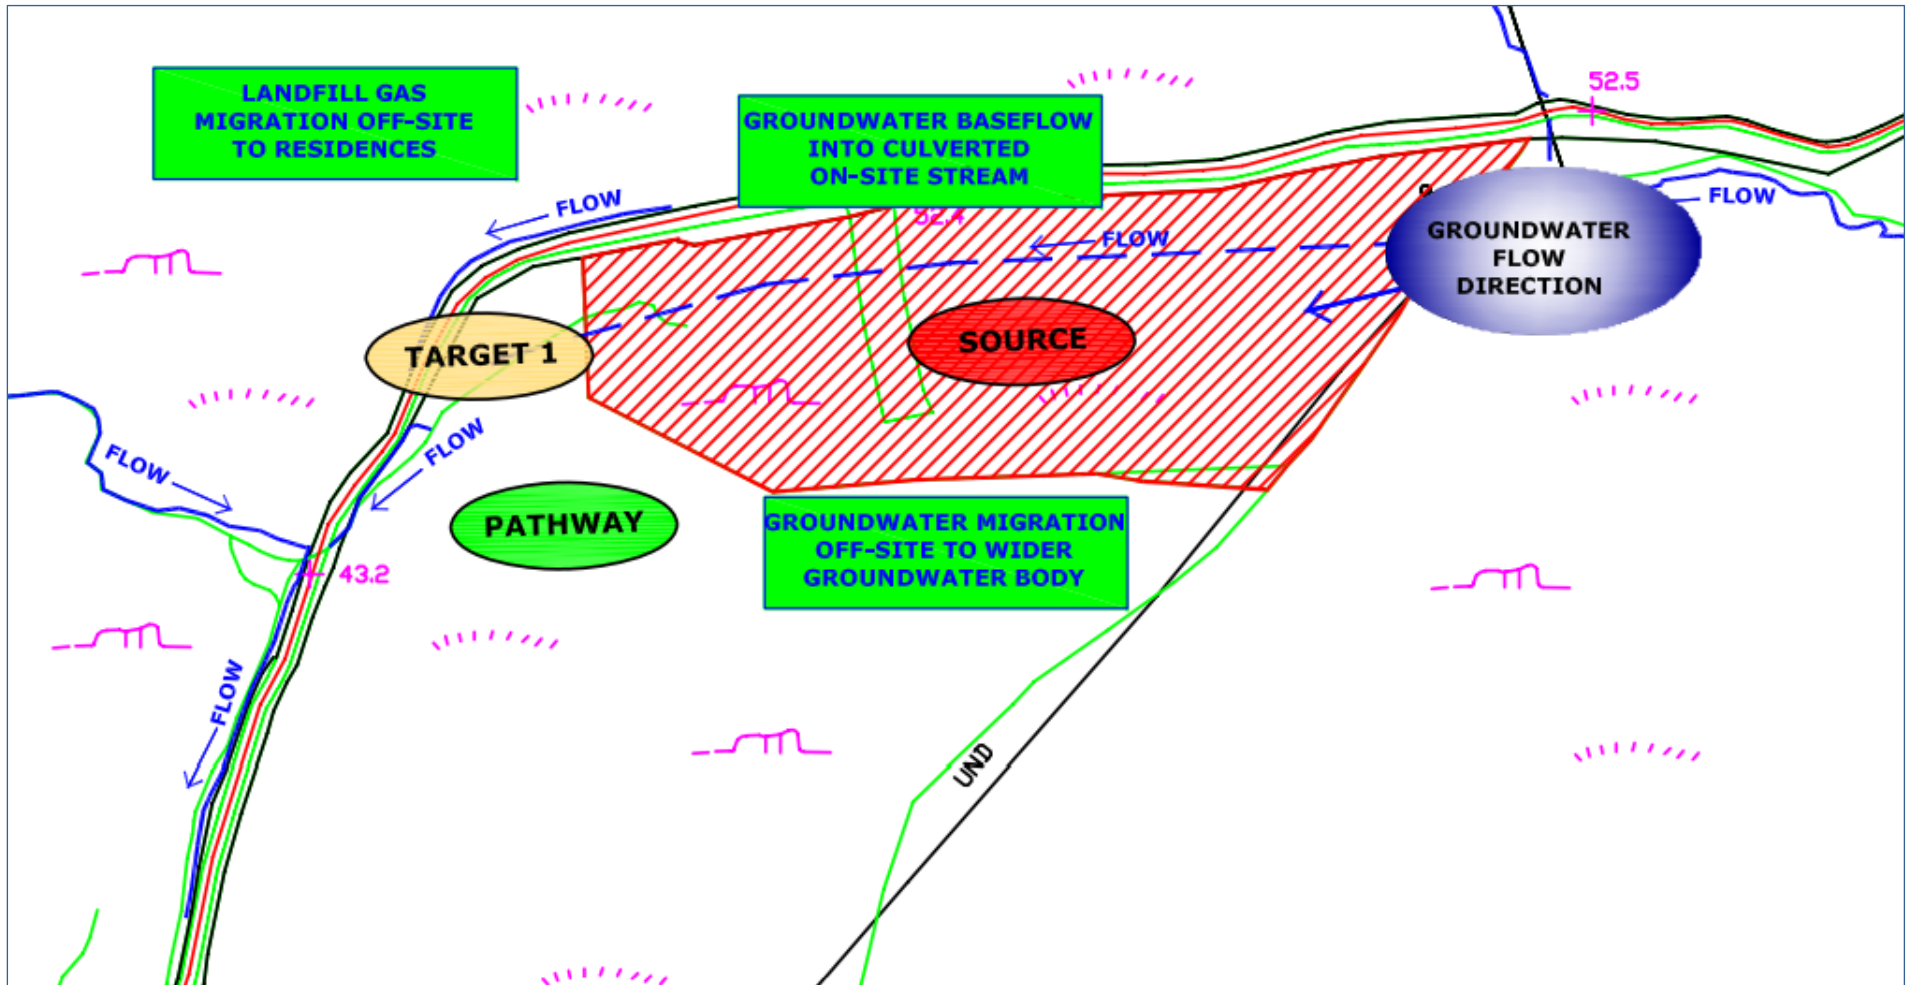 52.5
LANDFILL GAS
MIGRATION OFF-SITE
TO RESIDENCES
GROUNDWATER BASEFLOW
INTO CULVERTED
ON-SITE STREAM
FLOW
FLOW
52.4
FLOW
GROUNDWATER
FLOW
DIRECTION
SOURCE
TARGET 1
FLOW
FLOW
PATHWAY
GROUNDWATER MIGRATION
OFF-SITE TO WIDER
GROUNDWATER BODY
43.2
FLOW
UND